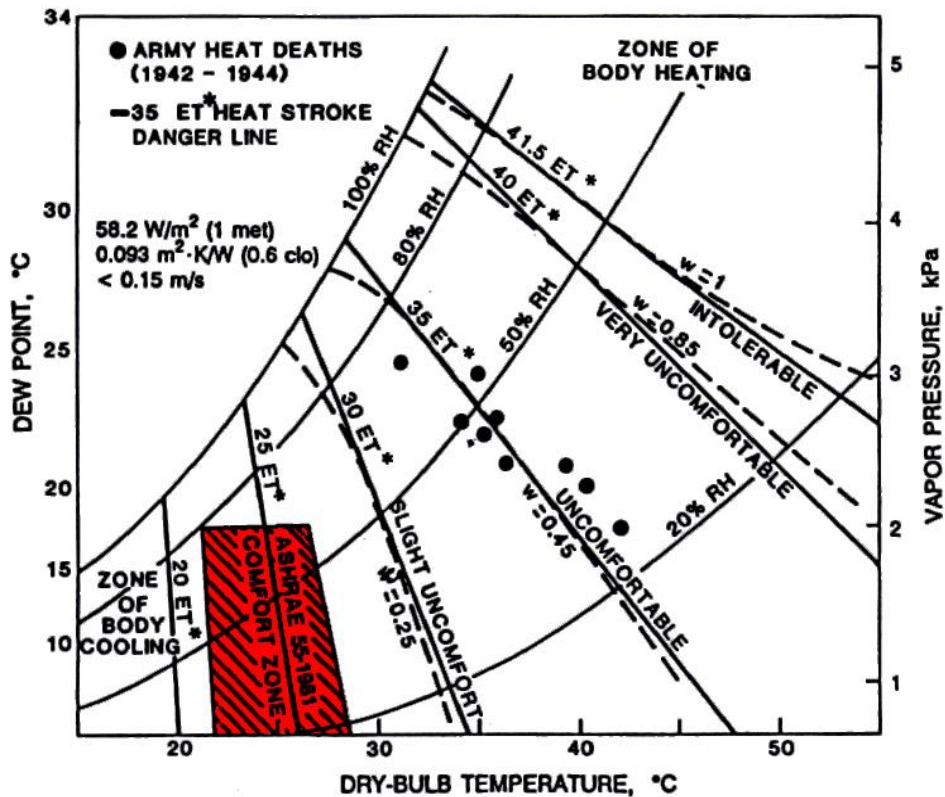 34
30
25
20
15
10
DEW POINT, °C
● ARMY HEAT DEATHS
(1942 - 1944)
—35 ET* HEAT STROKE
DANGER LINE
58.2 W/m² (1 met)
0.093 m²·K/W (0.6 clo)
< 0.15 m/s
ZONE OF
BODY HEATING
100% RH
80% RH
50% RH
20% RH
41.5 ET *
40 ET *
35 ET *
30 ET *
25 ET*
20 ET*
w = 1
INTOLERABLE
w = 0.85
VERY UNCOMFORTABLE
UNCOMFORTABLE
w = 0.45
SLIGHT UNCOMFORT
w = 0.25
ASHRAE 55-1981
COMFORT ZONE
ZONE
OF
BODY
COOLING
5
4
3
2
1
VAPOR PRESSURE, kPa
20
30
40
50
DRY-BULB TEMPERATURE, °C